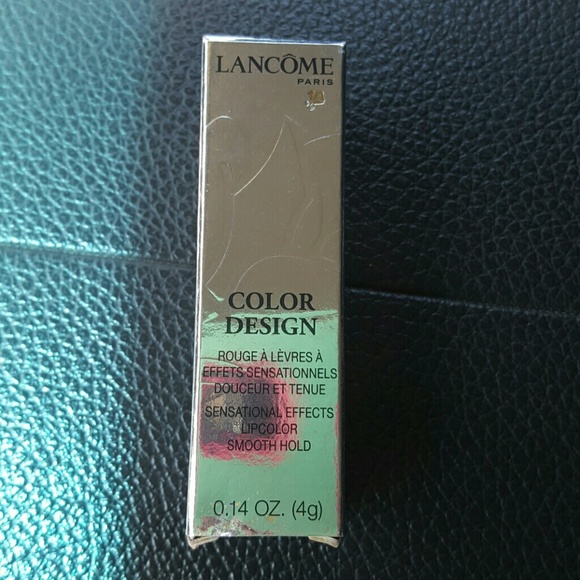 LANCÔME
PARIS
COLOR
DESIGN
ROUGE À LÈVRES À
EFFETS SENSATIONNELS
DOUCEUR ET TENUE
SENSATIONAL EFFECTS
LIPCOLOR
SMOOTH HOLD
0.14 OZ. (4g)